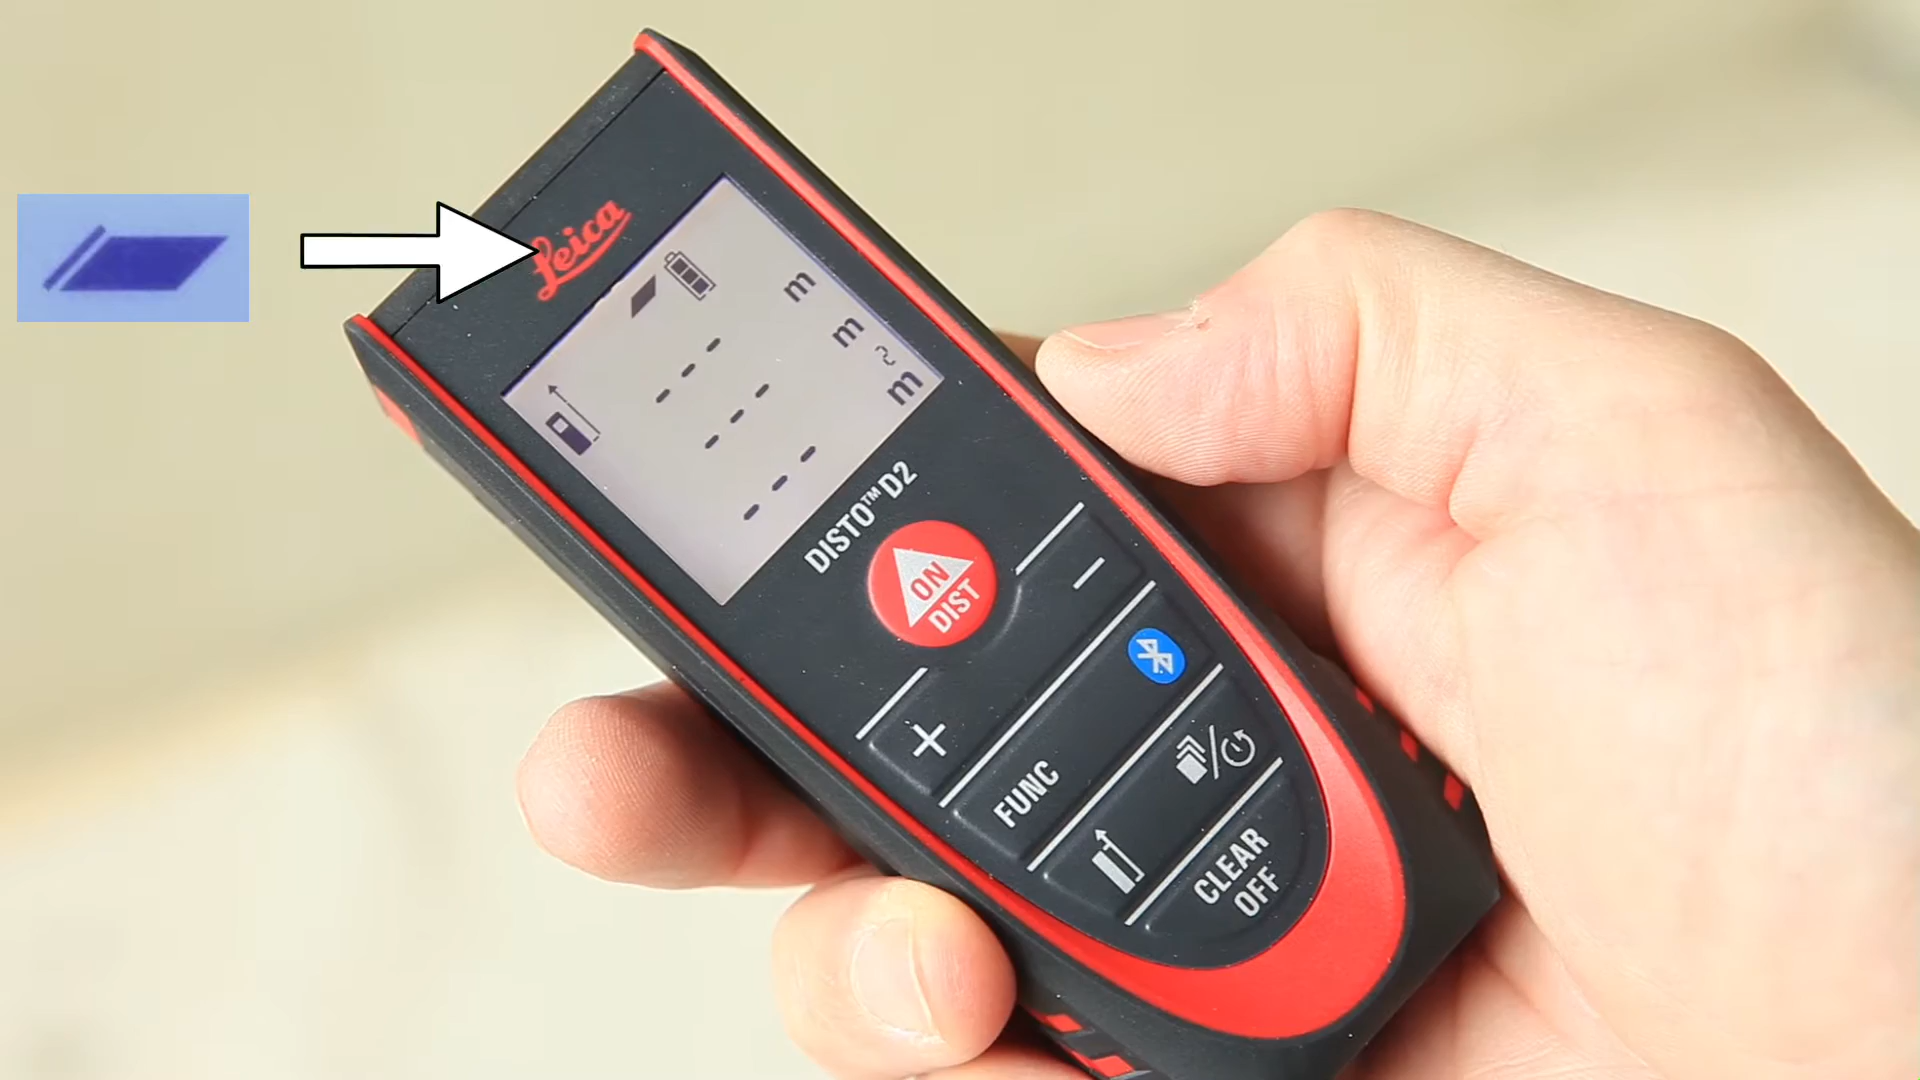 Leica
m
m
m²
DISTO™ D2
ON
DIST
FUNC
CLEAR
OFF